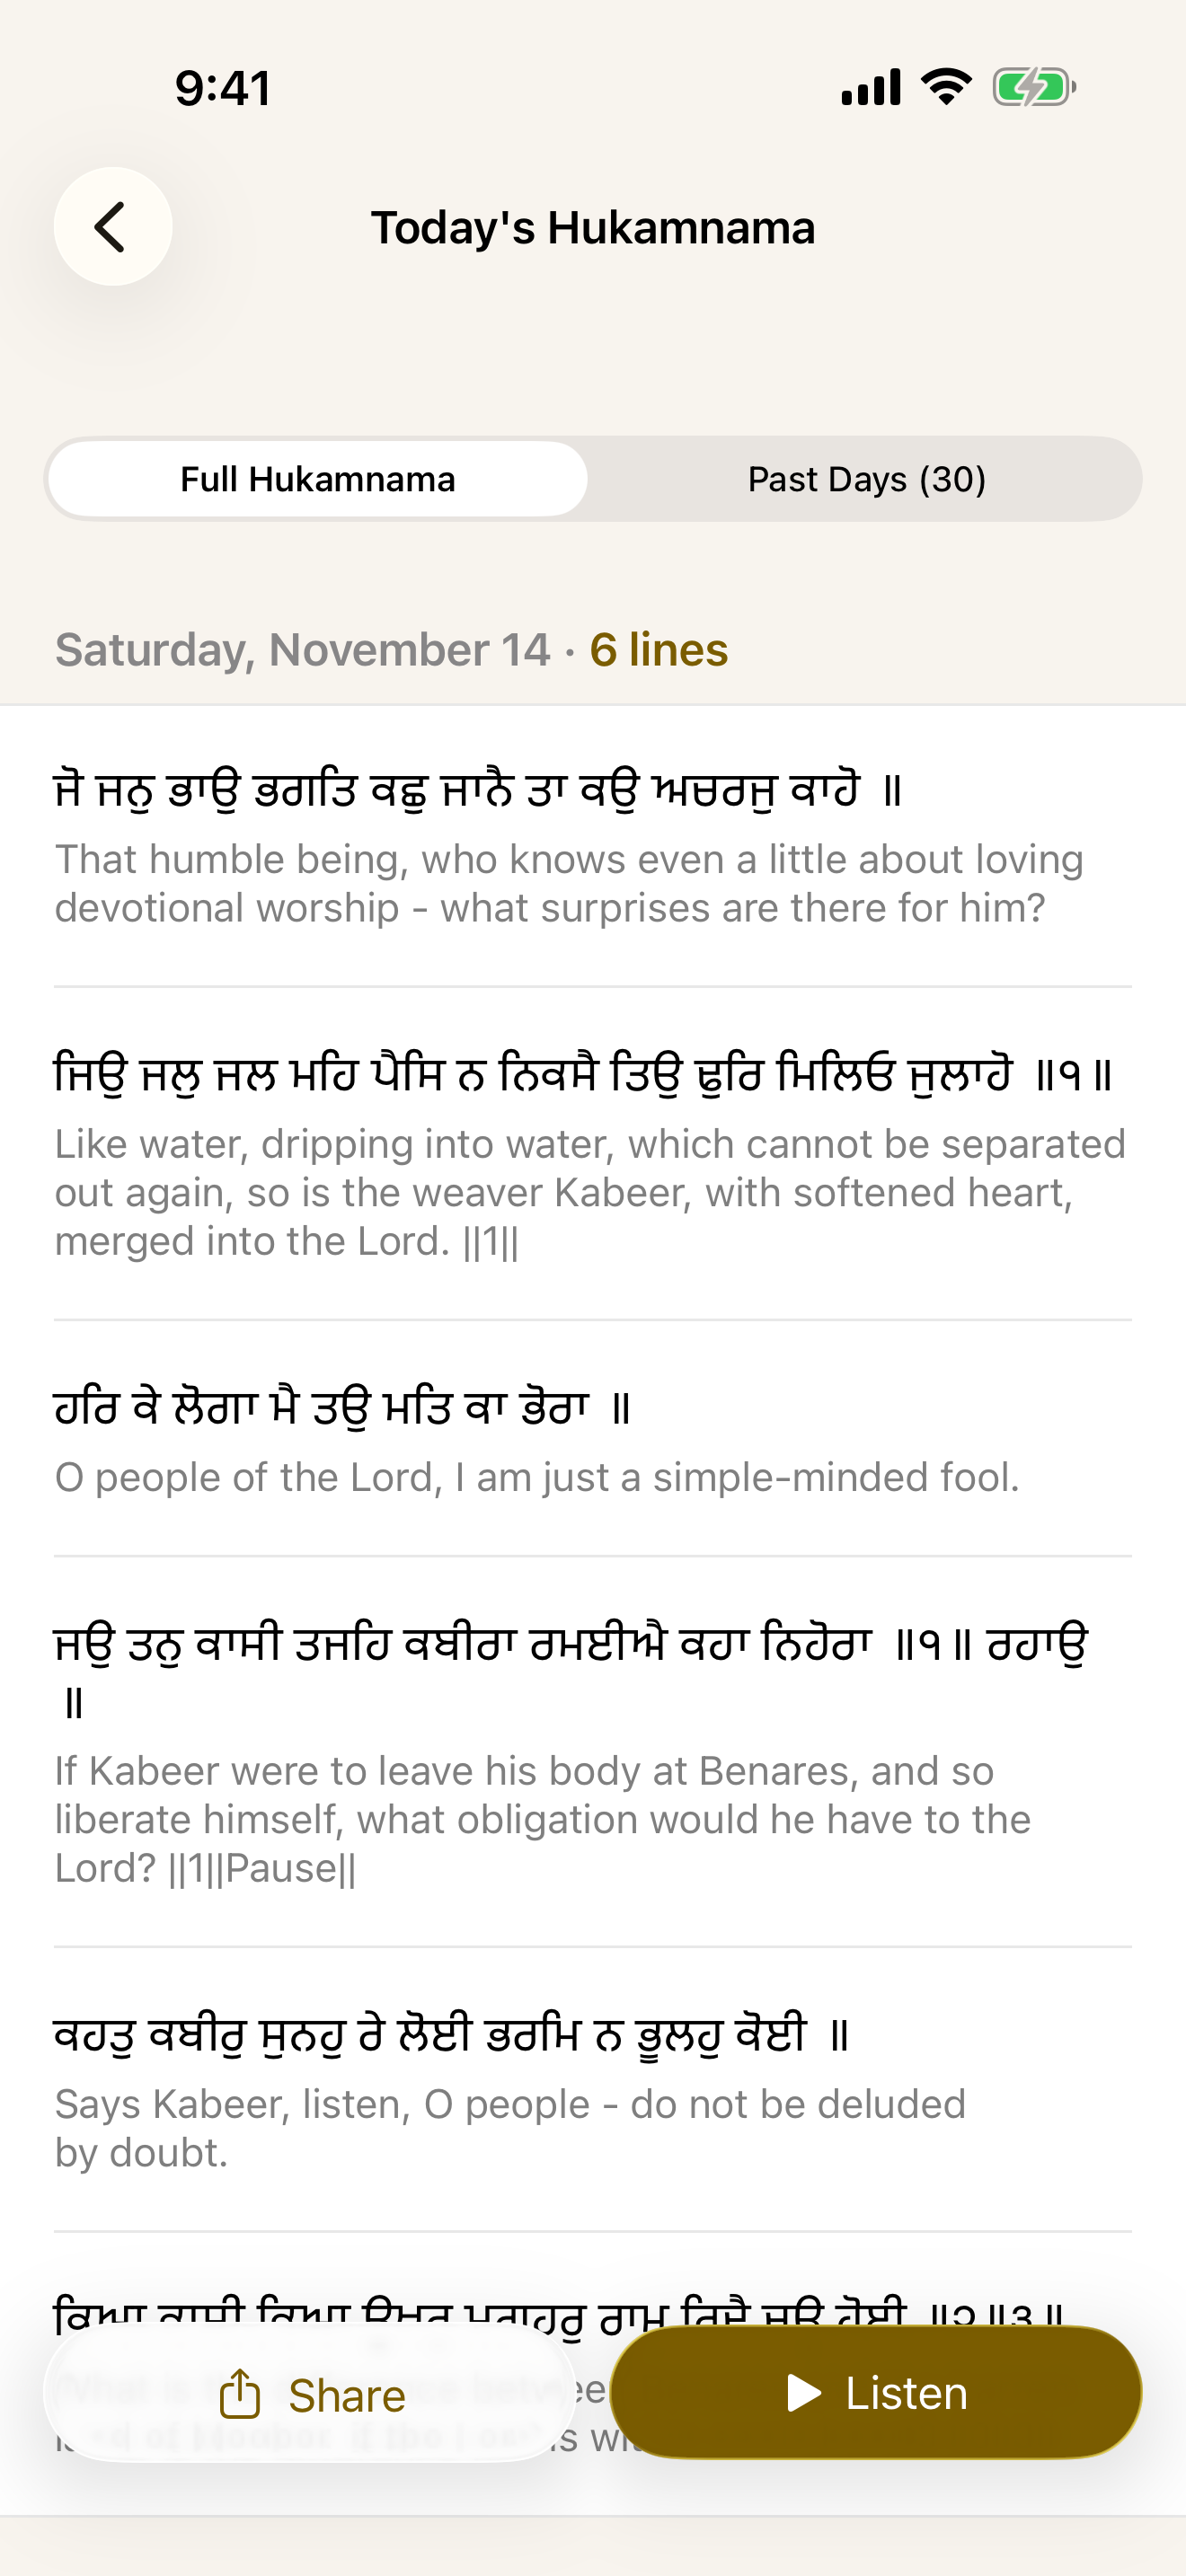 9:41
Today's Hukamnama
Full Hukamnama
Past Days (30)
Saturday, November 14 · 6 lines
ਜੋ ਜਨੁ ਭਾਉ ਭਗਤਿ ਕਛੁ ਜਾਨੈ ਤਾ ਕਉ ਅਚਰਜੁ ਕਾਹੋ ॥
That humble being, who knows even a little about loving
devotional worship - what surprises are there for him?
ਜਿਉ ਜਲੁ ਜਲ ਮਹਿ ਪੈਸਿ ਨ ਨਿਕਸੈ ਤਿਉ ਢੁਰਿ ਮਿਲਿਓ ਜੁਲਾਹੋ ॥੧॥
Like water, dripping into water, which cannot be separated
out again, so is the weaver Kabeer, with softened heart,
merged into the Lord. ||1||
ਹਰਿ ਕੇ ਲੋਗਾ ਮੈ ਤਉ ਮਤਿ ਕਾ ਭੋਰਾ ॥
O people of the Lord, I am just a simple-minded fool.
ਜਉ ਤਨੁ ਕਾਸੀ ਤਜਹਿ ਕਬੀਰਾ ਰਮਈਐ ਕਹਾ ਨਿਹੋਰਾ ॥੧॥ ਰਹਾਉ
॥
If Kabeer were to leave his body at Benares, and so
liberate himself, what obligation would he have to the
Lord? ||1||Pause||
ਕਹਤੁ ਕਬੀਰੁ ਸੁਨਹੁ ਰੇ ਲੋਈ ਭਰਮਿ ਨ ਭੂਲਹੁ ਕੋਈ ॥
Says Kabeer, listen, O people - do not be deluded
by doubt.
ਕਿਆ ਕਾਸੀ ਕਿਆ ਊਖਰੁ ਮਗਹਰੁ ਰਾਮੁ ਰਿਦੈ ਜਉ ਹੋਈ ॥੨॥੩॥
Share
Listen